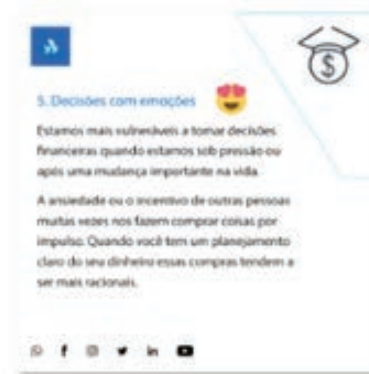 5. Decisões com emoções
Estamos mais vulneráveis a tomar decisões
financeiras quando estamos sob pressão ou
após uma mudança importante na vida.
A ansiedade ou o incentivo de outras pessoas
muitas vezes nos fazem comprar coisas por
impulso. Quando você tem um planejamento
claro do seu dinheiro essas compras tendem a
ser mais racionais.